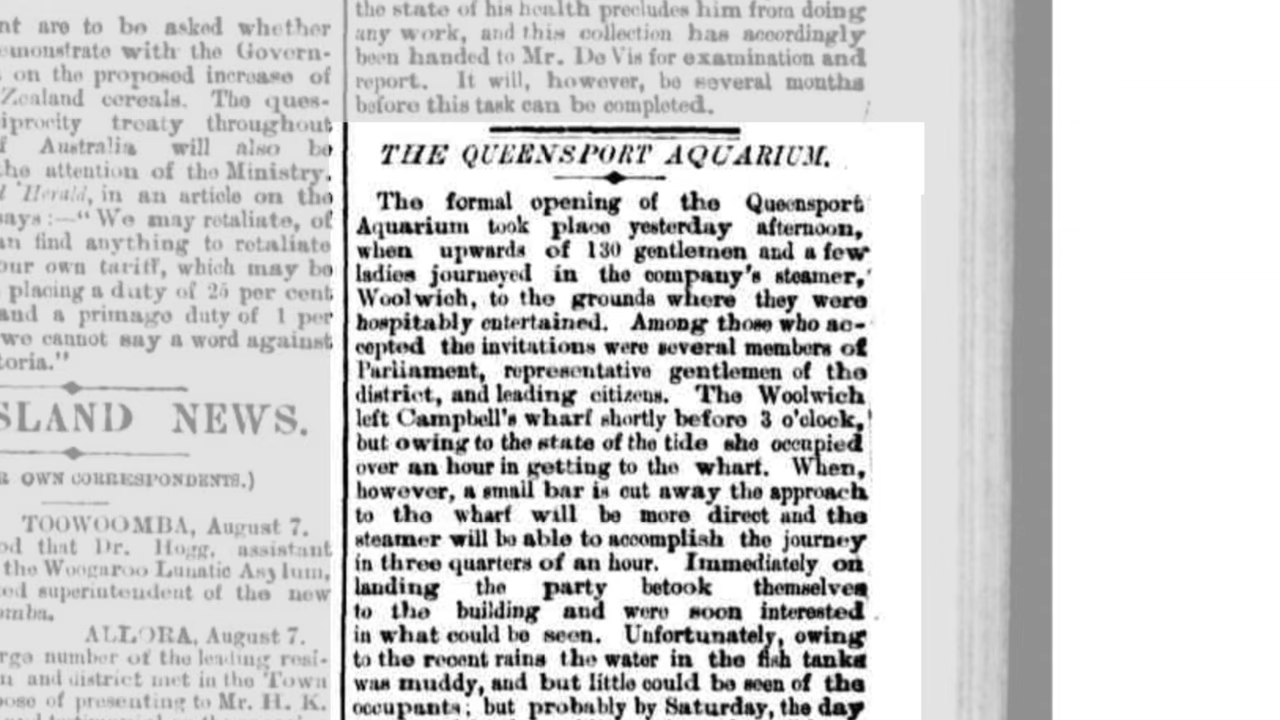 nt are to be asked whether
emonstrate with the Govern-
on the proposed increase of
Zealand cereals. The ques-
iprocity treaty throughout
f Australia will also be
the attention of the Ministry.
l Herald, in an article on the
says :—"We may retaliate, of
an find anything to retaliate
our own tariff, which may be
placing a duty of 25 per cent
and a primage duty of 1 per
we cannot say a word against
toria."
SLAND NEWS.
R OWN CORRESPONDENTS.)
TOOWOOMBA, August 7.
od that Dr. Hogg, assistant
the Woogaroo Lunatic Asylum,
ed superintendent of the new
omba.
ALLORA, August 7.
rge number of the leading resi-
n and district met in the Town
pose of presenting to Mr. H. K.
the state of his health precludes him from doing
any work, and this collection has accordingly
been handed to Mr. De Vis for examination and
report. It will, however, be several months
before this task can be completed.
THE QUEENSPORT AQUARIUM.
The formal opening of the Queensport
Aquarium took place yesterday afternoon,
when upwards of 130 gentlemen and a few
ladies journeyed in the company's steamer,
Woolwich, to the grounds where they were
hospitably entertained. Among those who ac-
cepted the invitations were several members of
Parliament, representative gentlemen of the
district, and leading citizens. The Woolwich
left Campbell's wharf shortly before 3 o'clock,
but owing to the state of the tide she occupied
over an hour in getting to the wharf. When,
however, a small bar is cut away the approach
to the wharf will be more direct and the
steamer will be able to accomplish the journey
in three quarters of an hour. Immediately on
landing the party betook themselves
to the building and were soon interested
in what could be seen. Unfortunately, owing
to the recent rains the water in the fish tanks
was muddy, and but little could be seen of the
occupants; but probably by Saturday, the day